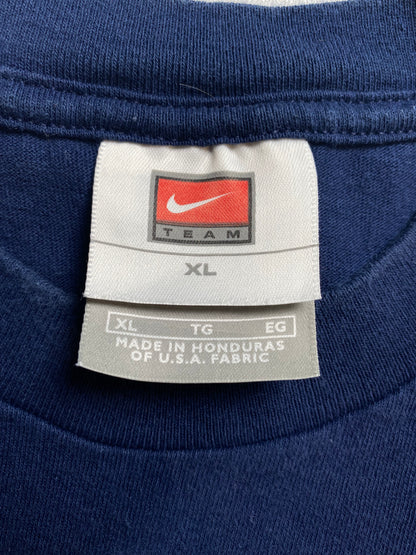 TEAM
XL
XL TG EG
MADE IN HONDURAS
OF U.S.A. FABRIC